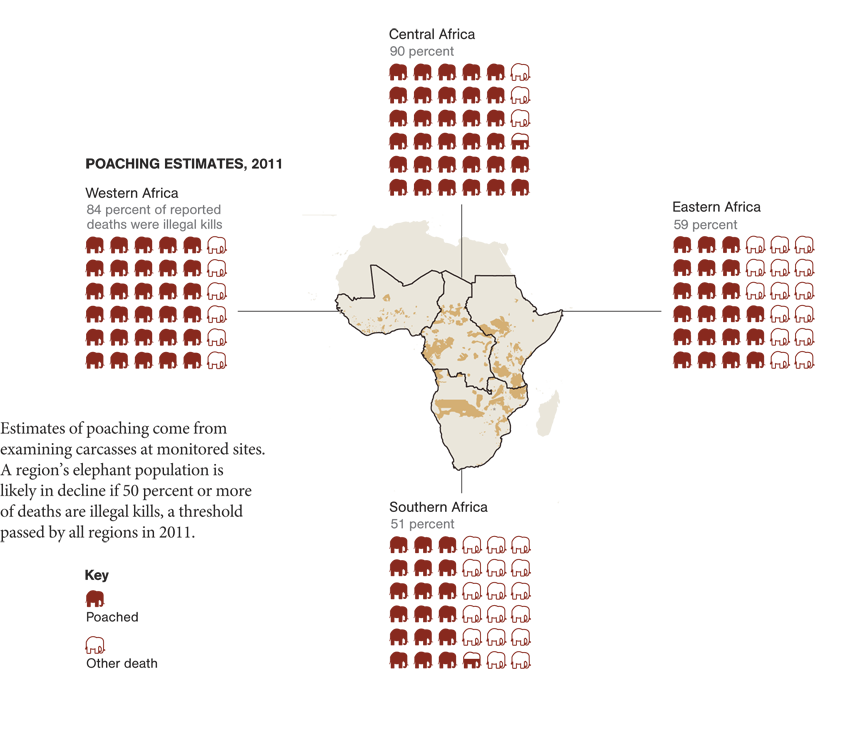 Central Africa
90 percent
POACHING ESTIMATES, 2011
Western Africa
84 percent of reported
deaths were illegal kills
Eastern Africa
59 percent
Estimates of poaching come from
examining carcasses at monitored sites.
A region's elephant population is
likely in decline if 50 percent or more
of deaths are illegal kills, a threshold
passed by all regions in 2011.
Southern Africa
51 percent
Key
Poached
Other death